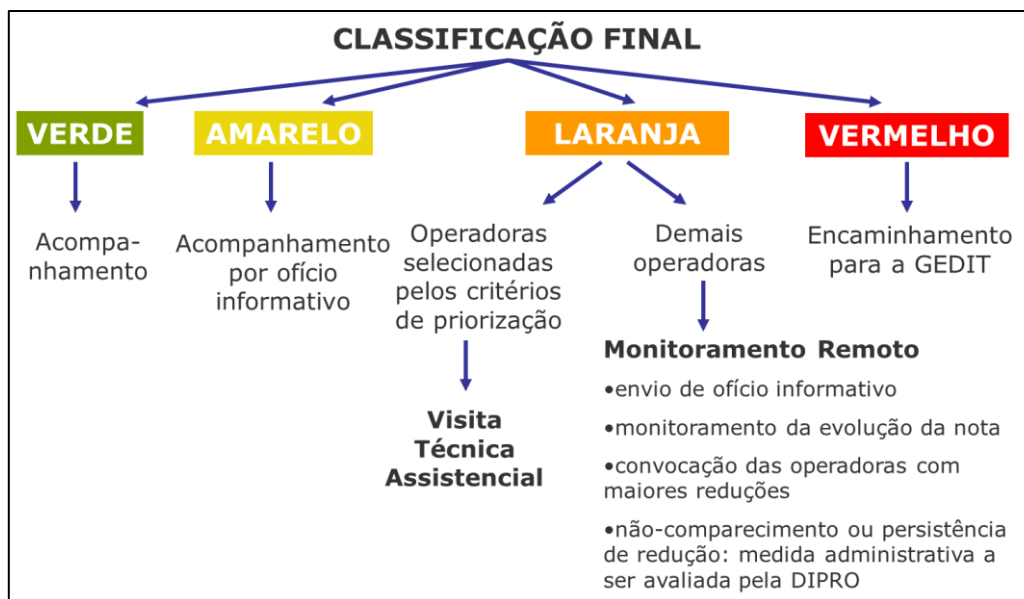 CLASSIFICAÇÃO FINAL
VERDE
AMARELO
LARANJA
VERMELHO
Acompa-
nhamento
Acompanhamento
por ofício
informativo
Operadoras
selecionadas
pelos critérios
de priorização
Demais
operadoras
Encaminhamento
para a GEDIT
Visita
Técnica
Assistencial
Monitoramento Remoto
•envio de ofício informativo
•monitoramento da evolução da nota
•convocação das operadoras com
maiores reduções
•não-comparecimento ou persistência
de redução: medida administrativa a
ser avaliada pela DIPRO